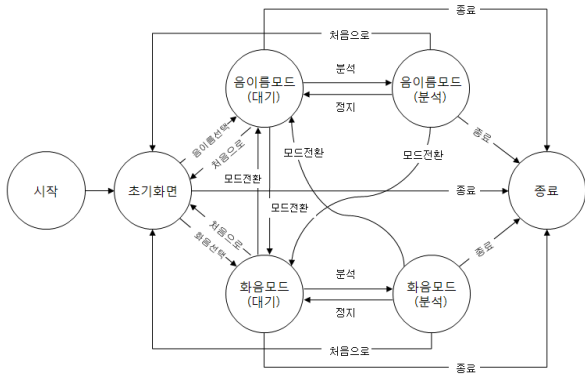 종료
처음으로
음이름모드
(대기)
분석
정지
음이름모드
(분석)
음이름선택
처음으로
종료
모드전환
모드전환
모드전환
모드전환
시작
초기화면
종료
종료
처음으로
화음선택
화음모드
(대기)
분석
정지
화음모드
(분석)
종료
처음으로
종료